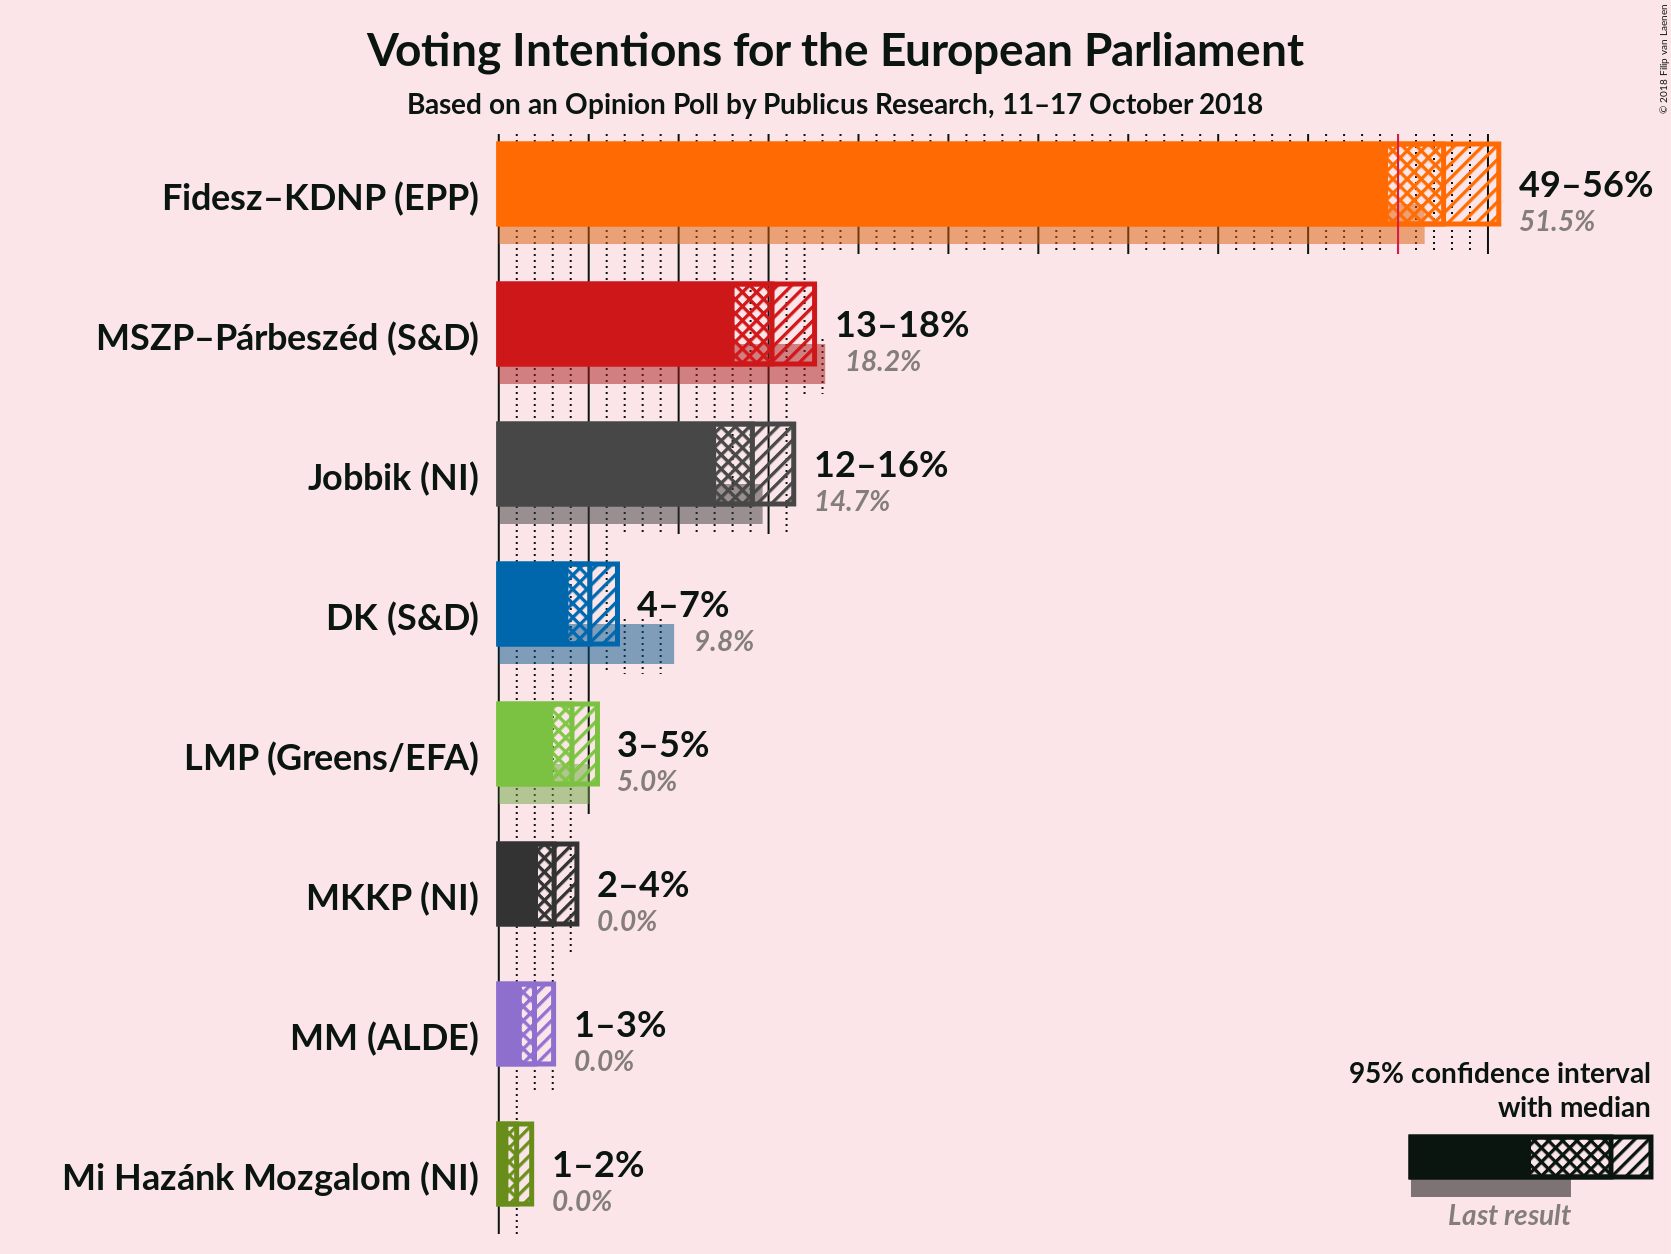 Voting Intentions for the European Parliament
Based on an Opinion Poll by Publicus Research, 11–17 October 2018
© 2018 Filip van Laenen
Fidesz–KDNP (EPP)
49–56%
51.5%
MSZP–Párbeszéd (S&D)
13–18%
18.2%
Jobbik (NI)
12–16%
14.7%
DK (S&D)
4–7%
9.8%
LMP (Greens/EFA)
3–5%
5.0%
MKKP (NI)
2–4%
0.0%
MM (ALDE)
1–3%
0.0%
Mi Hazánk Mozgalom (NI)
1–2%
0.0%
95% confidence interval
with median
Last result